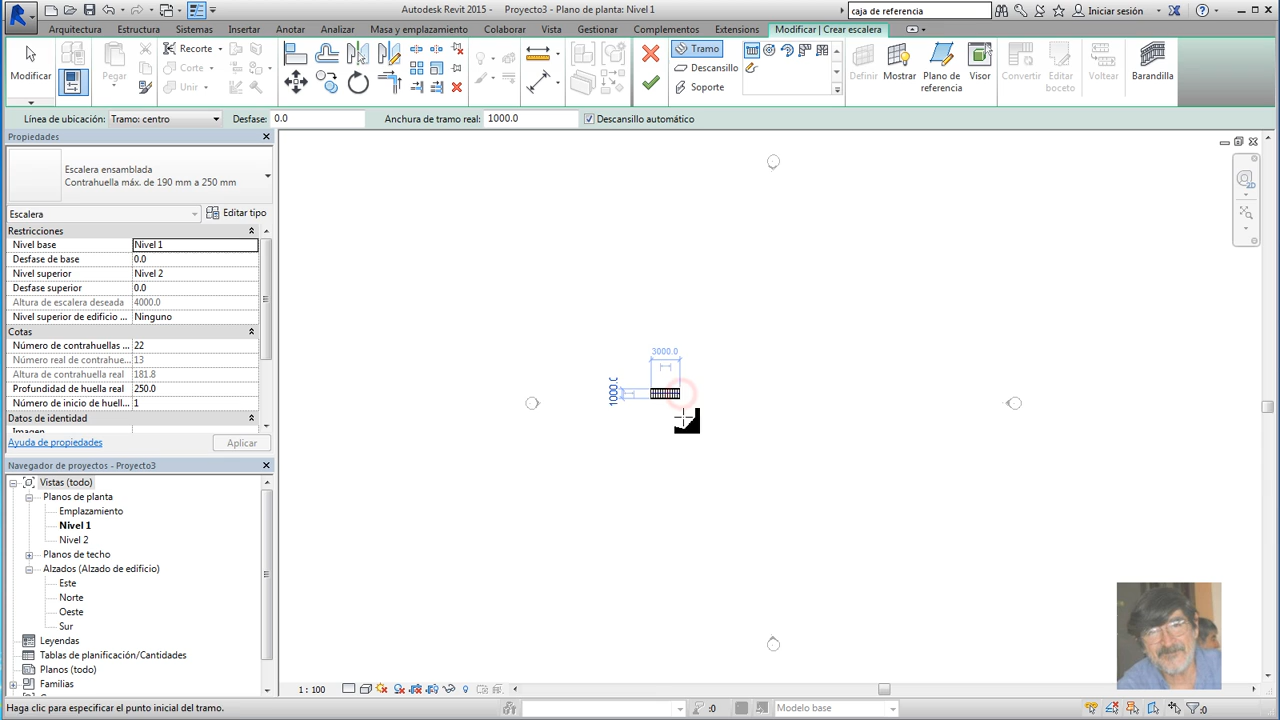 Autodesk Revit 2015 - Proyecto3 - Plano de planta: Nivel 1
caja de referencia
Iniciar sesión
Arquitectura
Estructura
Sistemas
Insertar
Anotar
Analizar
Masa y emplazamiento
Colaborar
Vista
Gestionar
Complementos
Extensions
Modificar | Crear escalera
Modificar
Pegar
Recorte
Corte
Unir
Tramo
Descansillo
Soporte
Definir
Mostrar
Plano de referencia
Visor
Convertir
Editar boceto
Voltear
Barandilla
Línea de ubicación:
Tramo: centro
Desfase:
0.0
Anchura de tramo real:
1000.0
Descansillo automático
Propiedades
Escalera ensamblada
Contrahuella máx. de 190 mm a 250 mm
Escalera
Editar tipo
Restricciones
Nivel base Nivel 1
Desfase de base 0.0
Nivel superior Nivel 2
Desfase superior 0.0
Altura de escalera deseada 4000.0
Nivel superior de edificio ... Ninguno
Cotas
Número de contrahuellas 22
Número real de contrahue... 13
Altura de contrahuella real 181.8
Profundidad de huella real 250.0
Número de inicio de huell... 1
Datos de identidad
Imagen
Ayuda de propiedades
Aplicar
Navegador de proyectos - Proyecto3
Vistas (todo)
Planos de planta
Emplazamiento
Nivel 1
Nivel 2
Planos de techo
Alzados (Alzado de edificio)
Este
Norte
Oeste
Sur
Leyendas
Tablas de planificación/Cantidades
Planos (todo)
Familias
3000.0
1000.0
2D
1 : 100
Haga clic para especificar el punto inicial del tramo.
:0
Modelo base
:0